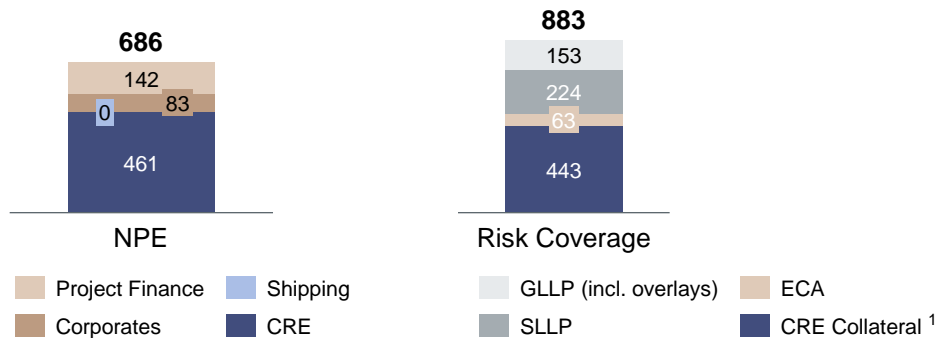 686
142
83
0
461
NPE
Project Finance
Shipping
Corporates
CRE
883
153
224
63
443
Risk Coverage
GLLP (incl. overlays)
ECA
SLLP
CRE Collateral 1